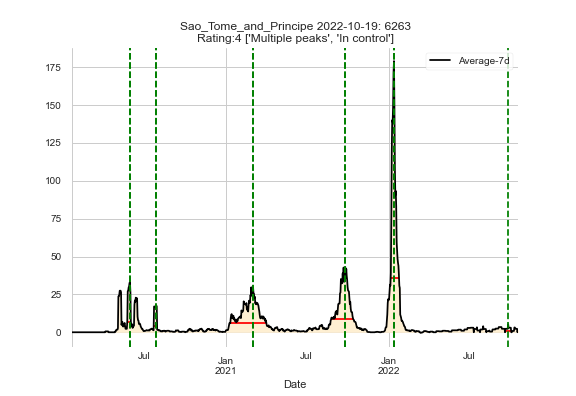 Sao_Tome_and_Principe 2022-10-19: 6263
Rating:4 ['Multiple peaks', 'In control']
Average-7d
175
150
125
100
75
50
25
0
Jul
Jan
2021
Jul
Jan
2022
Jul
Date